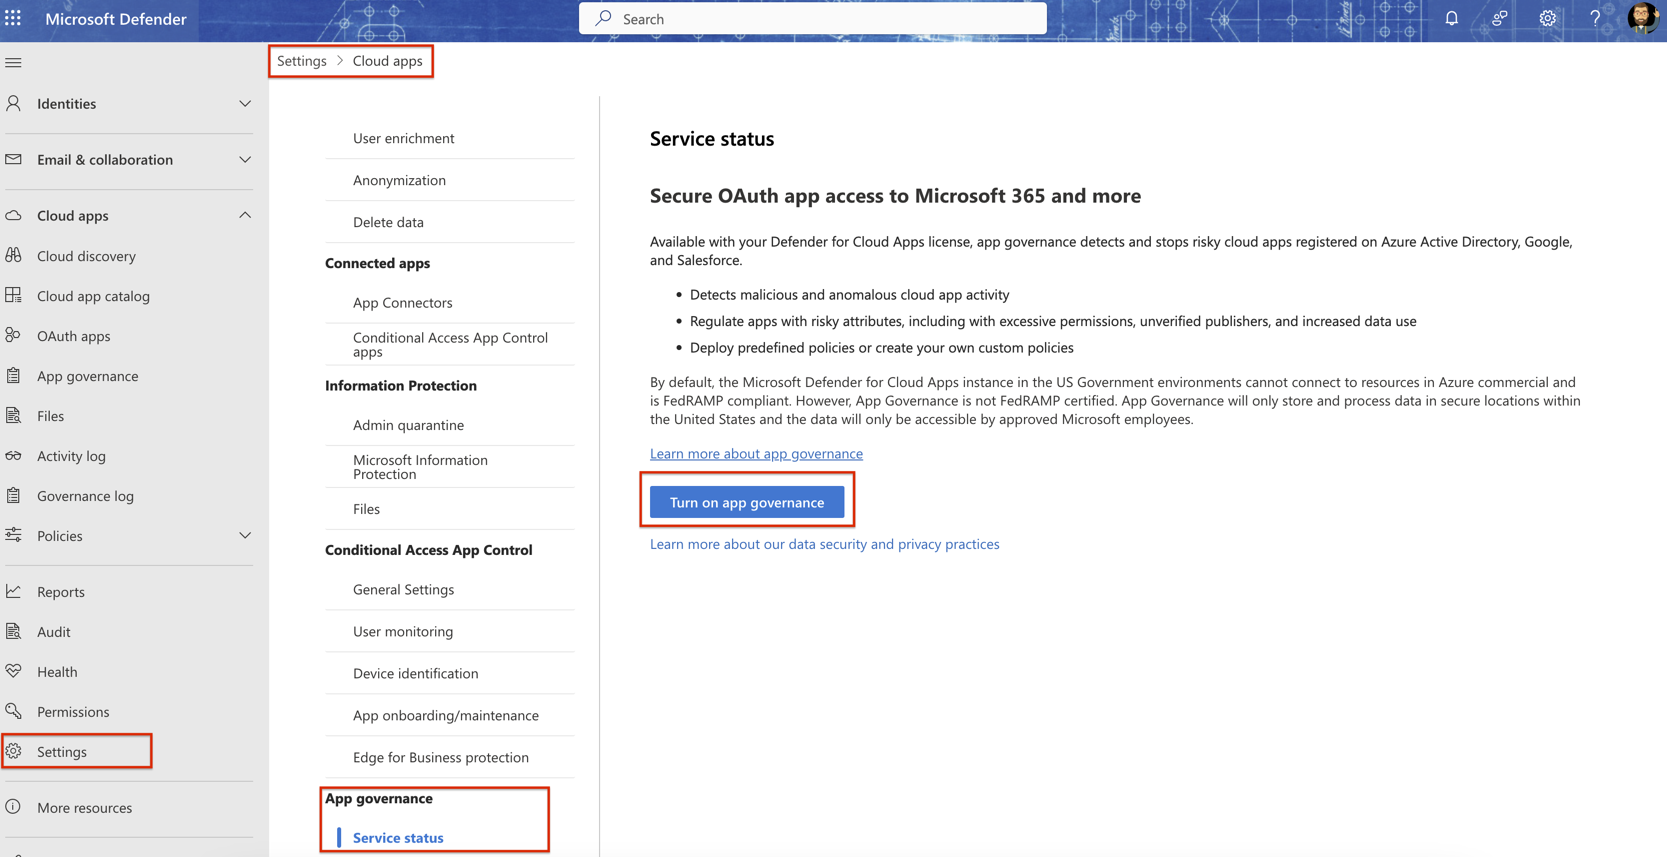 Microsoft Defender
Search
Settings > Cloud apps
Identities
Email & collaboration
Cloud apps
Cloud discovery
Cloud app catalog
OAuth apps
App governance
Files
Activity log
Governance log
Policies
Reports
Audit
Health
Permissions
Settings
More resources
User enrichment
Anonymization
Delete data
Connected apps
App Connectors
Conditional Access App Control
apps
Information Protection
Admin quarantine
Microsoft Information
Protection
Files
Conditional Access App Control
General Settings
User monitoring
Device identification
App onboarding/maintenance
Edge for Business protection
App governance
Service status
Service status
Secure OAuth app access to Microsoft 365 and more
Available with your Defender for Cloud Apps license, app governance detects and stops risky cloud apps registered on Azure Active Directory, Google,
and Salesforce.
• Detects malicious and anomalous cloud app activity
• Regulate apps with risky attributes, including with excessive permissions, unverified publishers, and increased data use
• Deploy predefined policies or create your own custom policies
By default, the Microsoft Defender for Cloud Apps instance in the US Government environments cannot connect to resources in Azure commercial and
is FedRAMP compliant. However, App Governance is not FedRAMP certified. App Governance will only store and process data in secure locations within
the United States and the data will only be accessible by approved Microsoft employees.
Learn more about app governance
Turn on app governance
Learn more about our data security and privacy practices